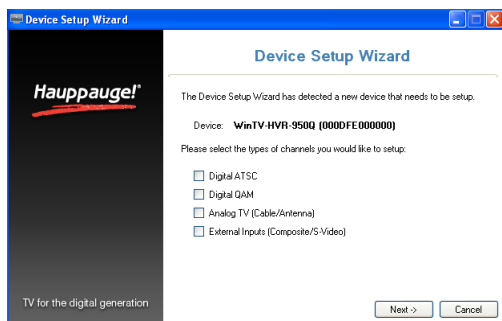 Device Setup Wizard
Device Setup Wizard
Hauppauge!
The Device Setup Wizard has detected a new device that needs to be setup.
Device: WinTV-HVR-950Q (000DFE000000)
Please select the types of channels you would like to setup:
Digital ATSC
Digital QAM
Analog TV (Cable/Antenna)
External Inputs (Composite/S-Video)
TV for the digital generation
Next ->
Cancel